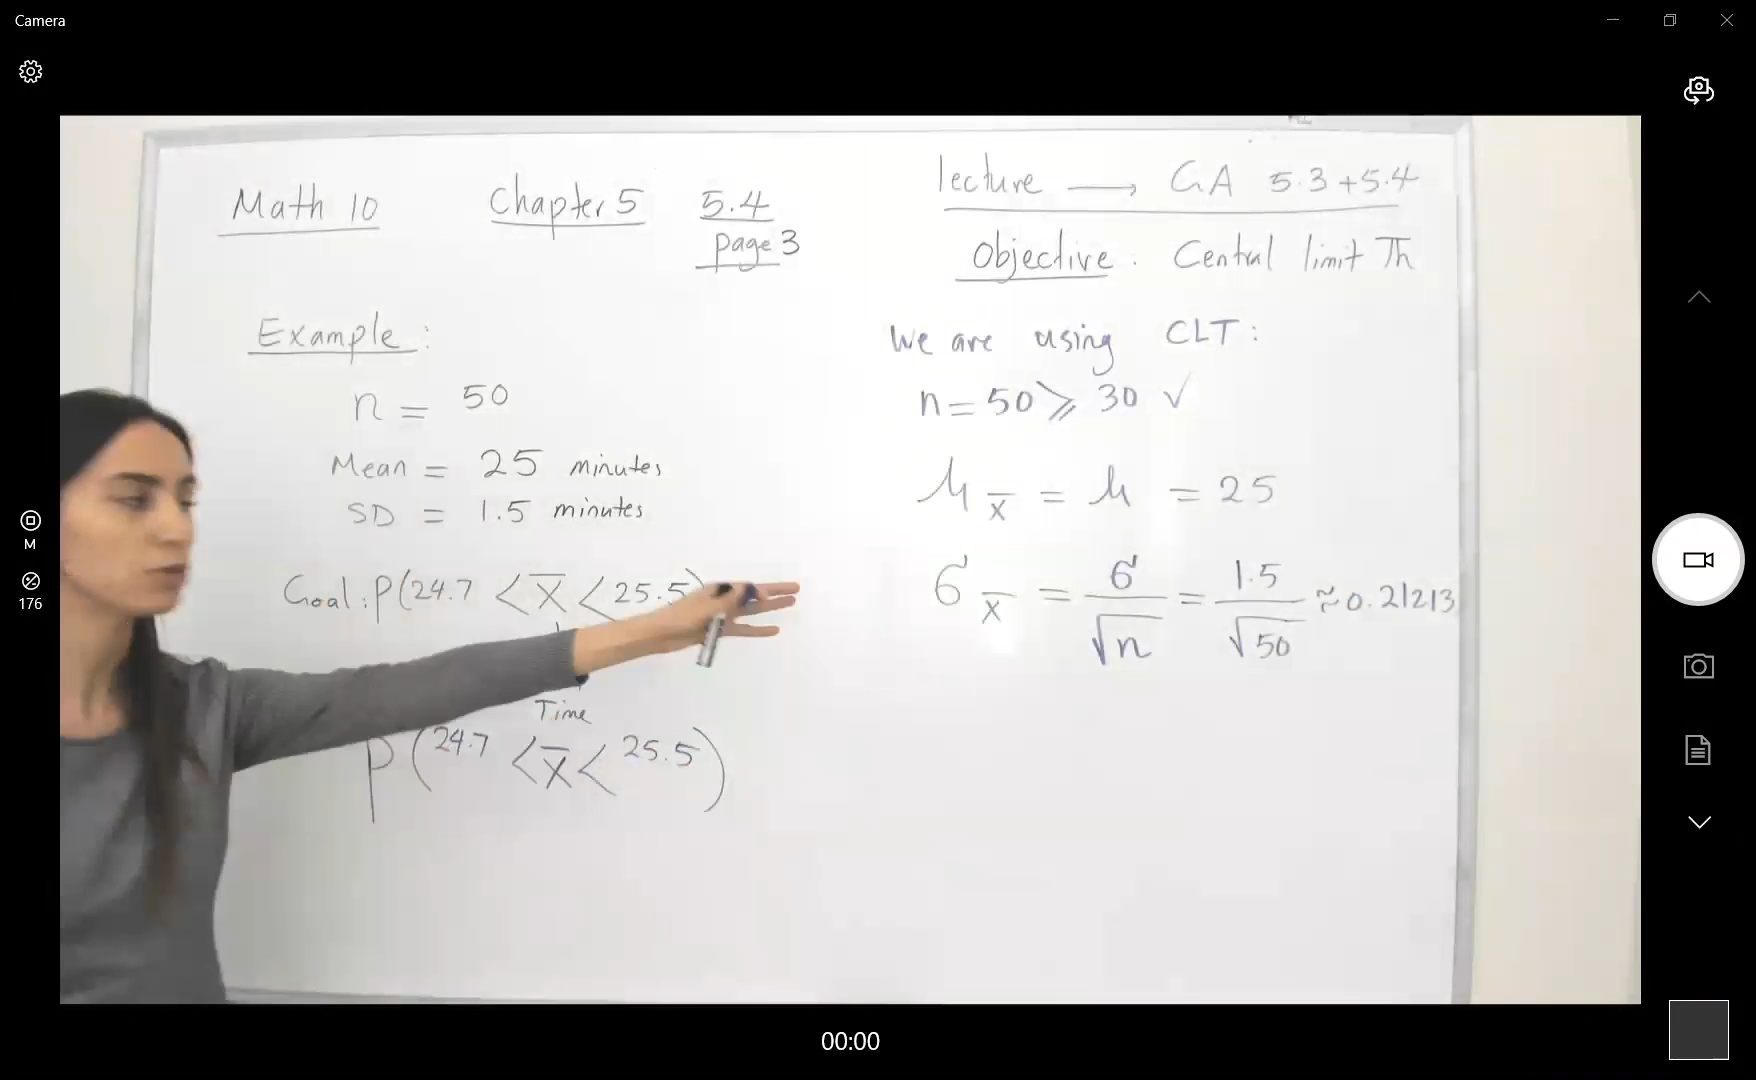 Camera
Math 10 Chapter 5 5.4
page 3
lecture → GA 5.3 + 5.4
Objective : Central limit Th
Example :
n = 50
Mean = 25 minutes
SD = 1.5 minutes
Goal : P(24.7 < x̅ < 25.5)
Time
P(24.7 < x̅ < 25.5)
We are using CLT :
n = 50 ⩾ 30 ✓
μ x̅ = μ = 25
σ x̅ = σ / √n = 1.5 / √50 ≈ 0.21213
M
176
00:00